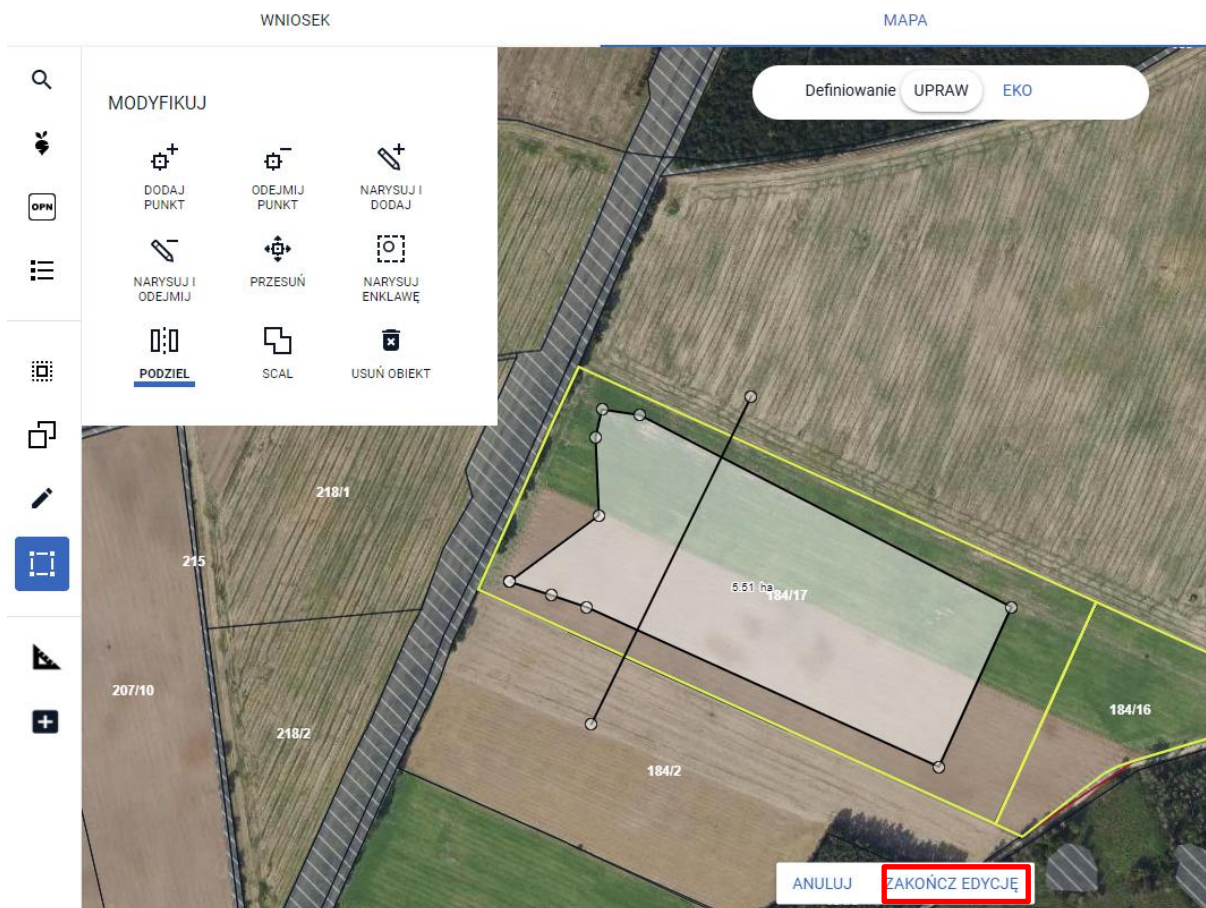 WNIOSEK
MAPA
MODYFIKUJ
Definiowanie UPRAW EKO
DODAJ
PUNKT
ODEJMIJ
PUNKT
NARYSUJ I
DODAJ
OPN
NARYSUJ I
ODEJMIJ
PRZESUŃ
NARYSUJ
ENKLAWĘ
PODZIEL
SCAL
USUŃ OBIEKT
218/1
215
5.51 ha
184/17
207/10
218/2
184/16
184/2
ANULUJ
ZAKOŃCZ EDYCJĘ